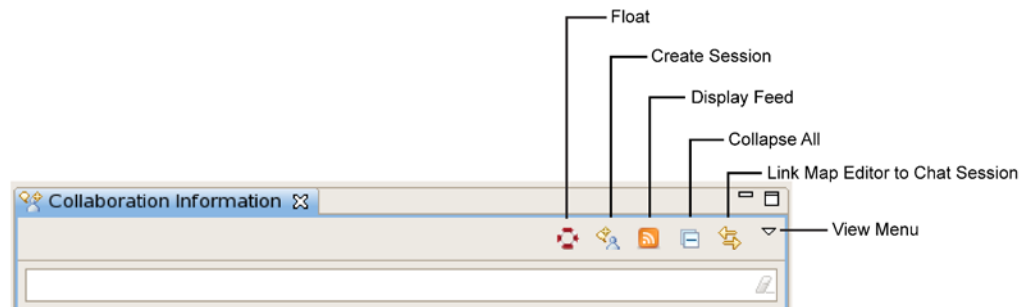 Float
Create Session
Display Feed
Collapse All
Link Map Editor to Chat Session
Collaboration Information
View Menu